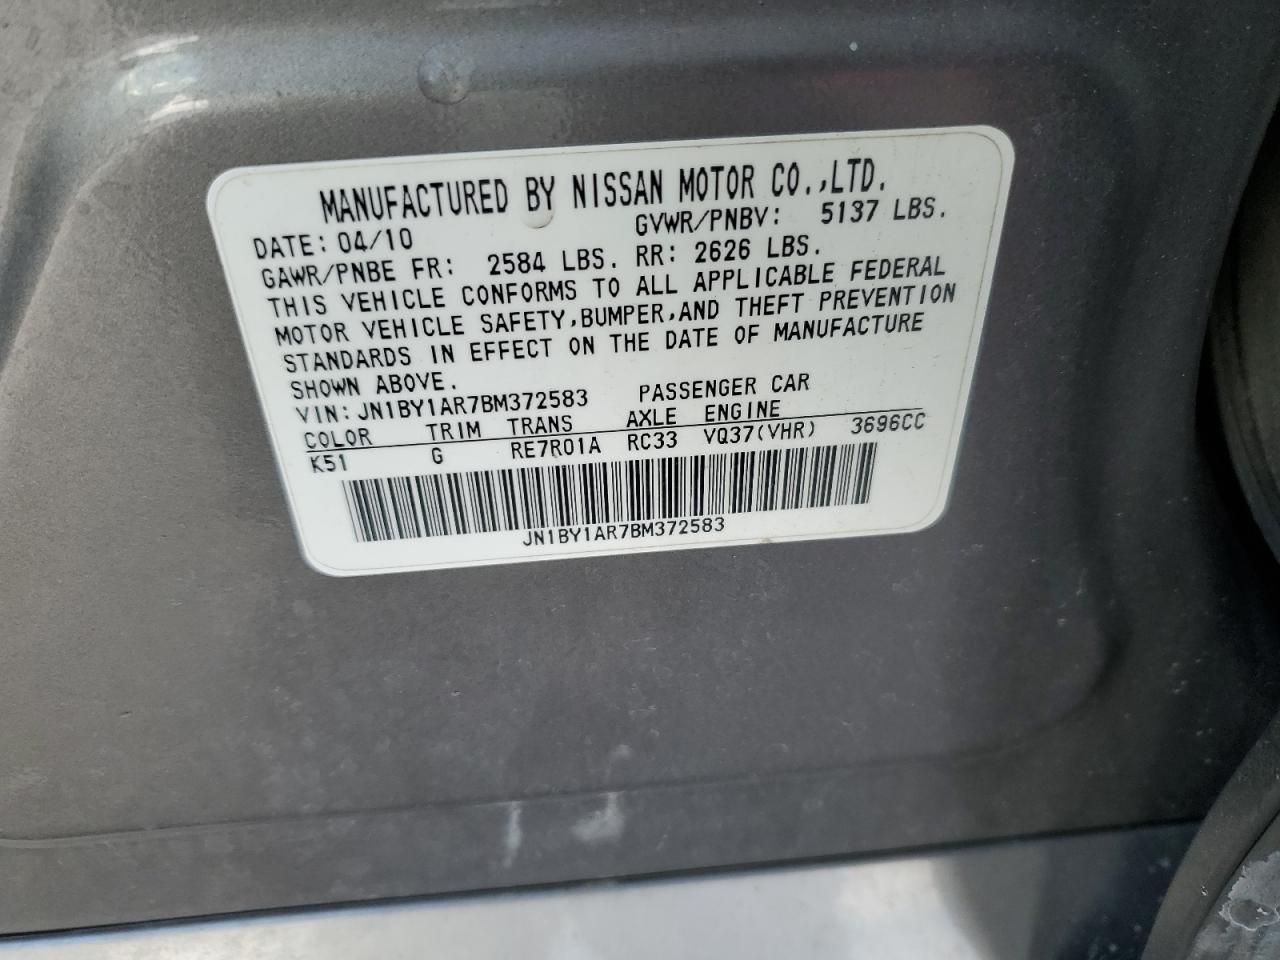 MANUFACTURED BY NISSAN MOTOR CO.,LTD.
DATE: 04/10 GVWR/PNBV: 5137 LBS.
GAWR/PNBE FR: 2584 LBS. RR: 2626 LBS.
THIS VEHICLE CONFORMS TO ALL APPLICABLE FEDERAL
MOTOR VEHICLE SAFETY,BUMPER,AND THEFT PREVENTION
STANDARDS IN EFFECT ON THE DATE OF MANUFACTURE
SHOWN ABOVE.
VIN:JN1BY1AR7BM372583 PASSENGER CAR
COLOR TRIM TRANS AXLE ENGINE
K51 G RE7R01A RC33 VQ37(VHR) 3696CC
JN1BY1AR7BM372583